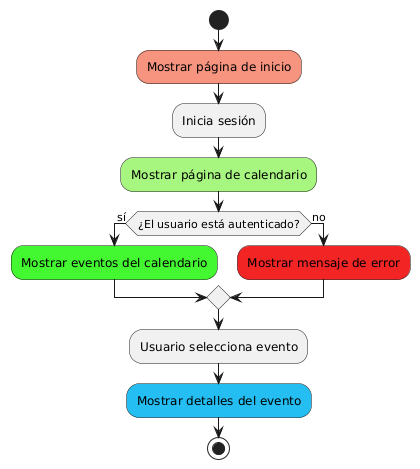 Mostrar página de inicio
Inicia sesión
Mostrar página de calendario
sí
¿El usuario está autenticado?
no
Mostrar eventos del calendario
Mostrar mensaje de error
Usuario selecciona evento
Mostrar detalles del evento